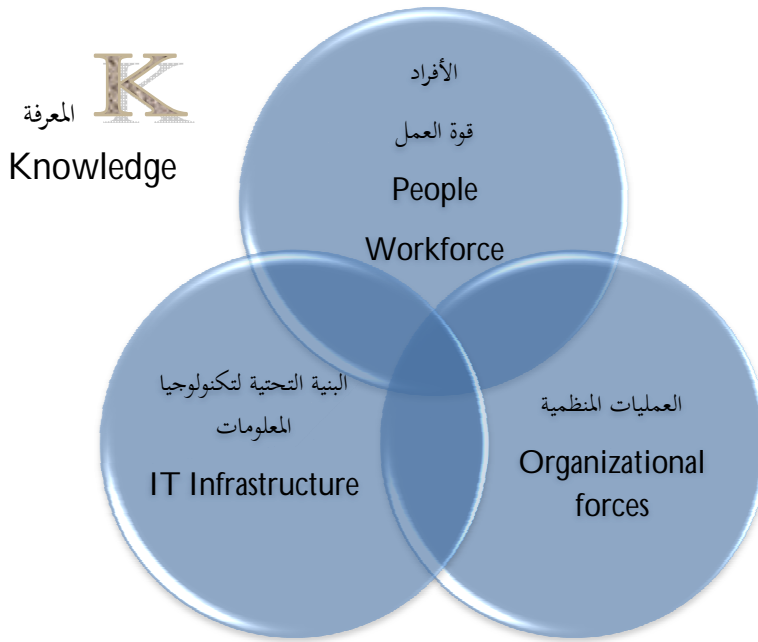 K
المعرفة
Knowledge
الأفراد
قوة العمل
People
Workforce
البنية التحتية لتكنولوجيا
المعلومات
IT Infrastructure
العمليات المنظمية
Organizational
forces